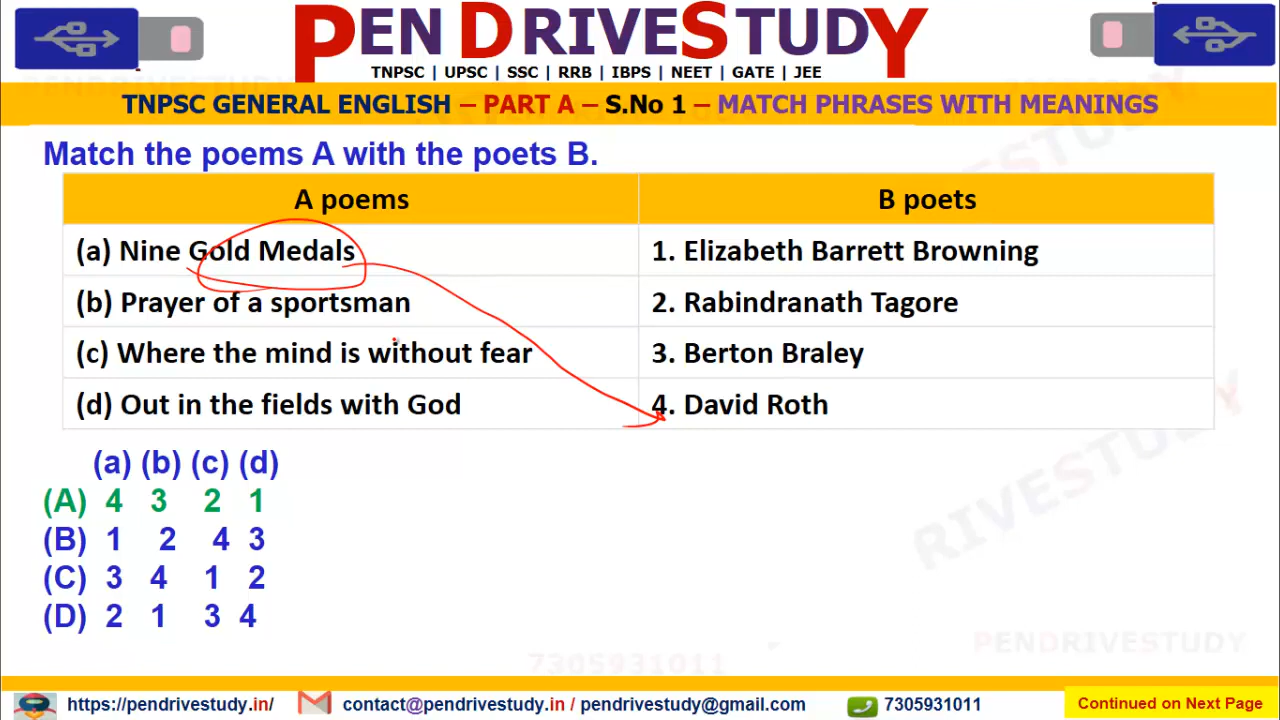 PEN DRIVESTUDY
TNPSC | UPSC | SSC | RRB | IBPS | NEET | GATE | JEE
TNPSC GENERAL ENGLISH – PART A – S.No 1 – MATCH PHRASES WITH MEANINGS
Match the poems A with the poets B.
A poems B poets
(a) Nine Gold Medals 1. Elizabeth Barrett Browning
(b) Prayer of a sportsman 2. Rabindranath Tagore
(c) Where the mind is without fear 3. Berton Braley
(d) Out in the fields with God 4. David Roth
(a) (b) (c) (d)
(A) 4 3 2 1
(B) 1 2 4 3
(C) 3 4 1 2
(D) 2 1 3 4
RIVESTUDY
PENDRIVESTUDY
7305931011
https://pendrivestudy.in/ contact@pendrivestudy.in / pendrivestudy@gmail.com 7305931011 Continued on Next Page